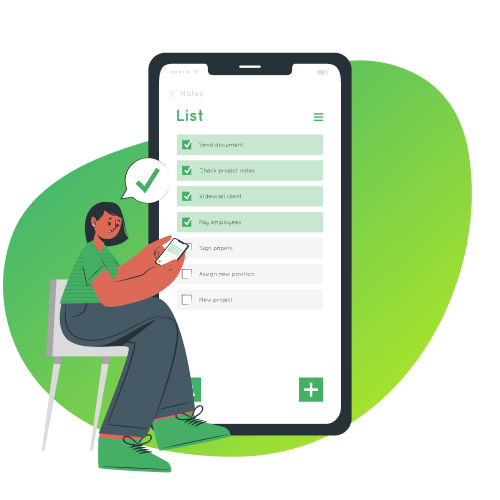 Notes
List
Send document
Check project notes
Videocall client
Pay employees
Sign papers
Assign new position
New project